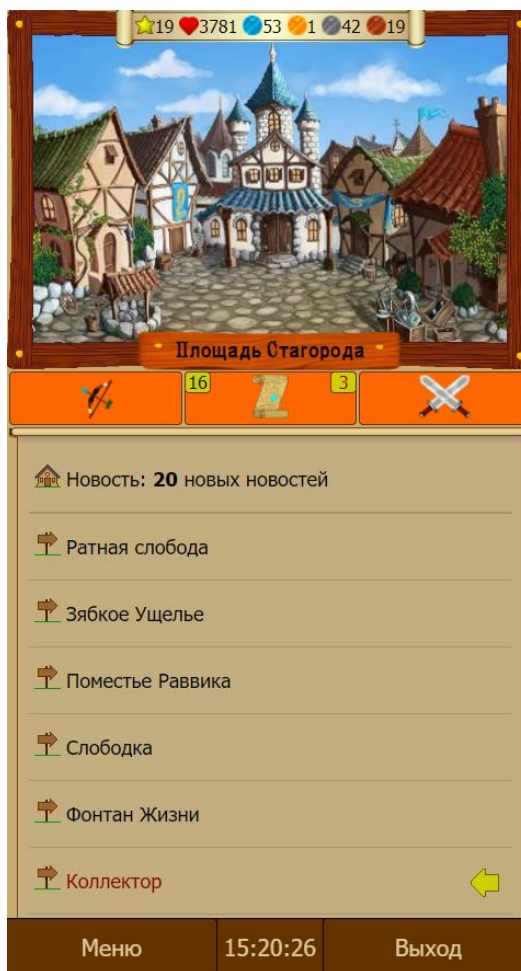 19 3781 53 1 42 19
Площадь Стагорода
16 3
Новость: 20 новых новостей
Ратная слобода
Зябкое Ущелье
Поместье Раввика
Слободка
Фонтан Жизни
Коллектор
Меню 15:20:26 Выход